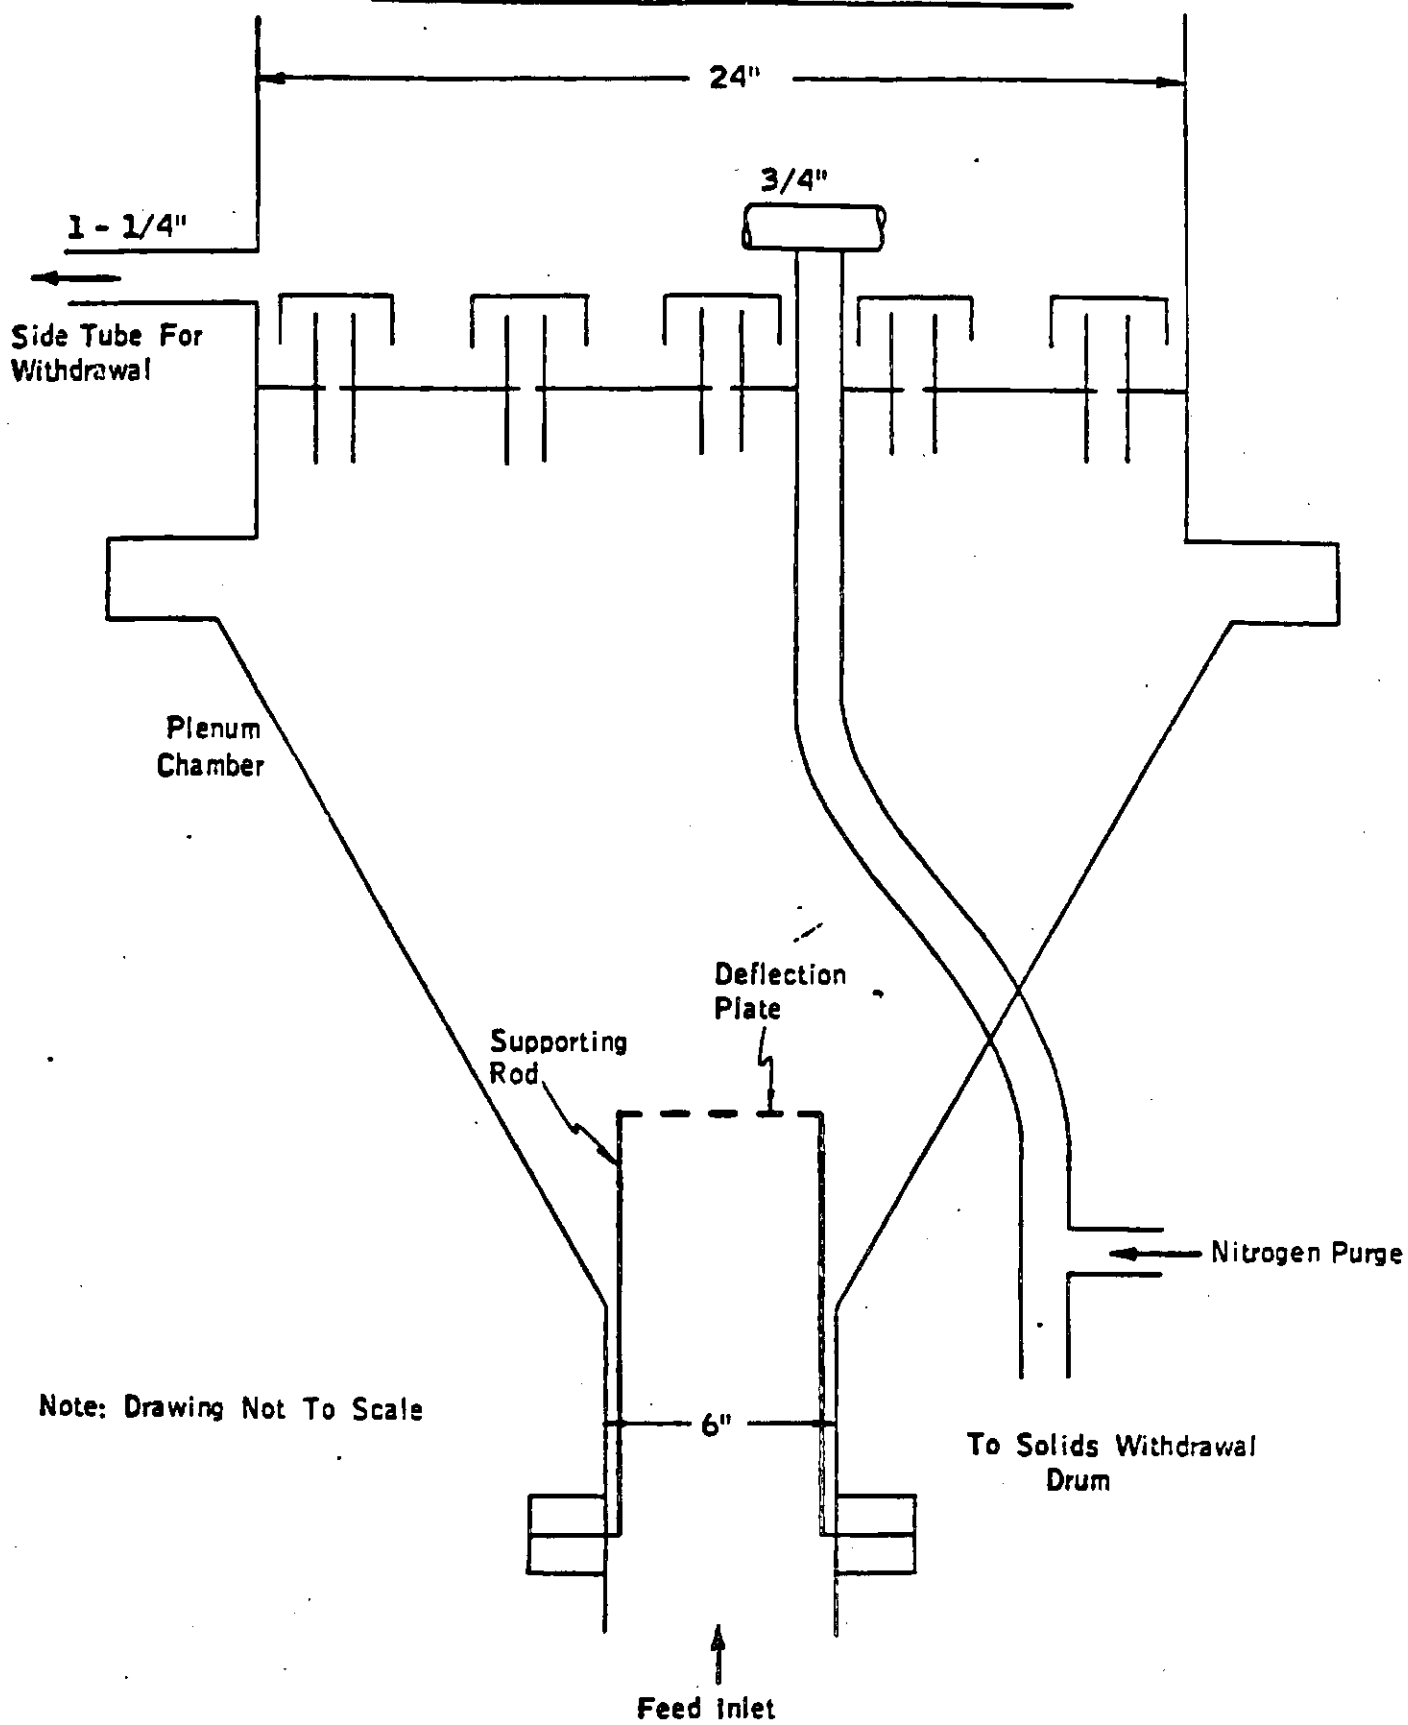 24"
3/4"
1 - 1/4"
Side Tube For
Withdrawal
Plenum
Chamber
Deflection
Plate
Supporting
Rod
Nitrogen Purge
Note: Drawing Not To Scale
6"
To Solids Withdrawal
Drum
Feed Inlet